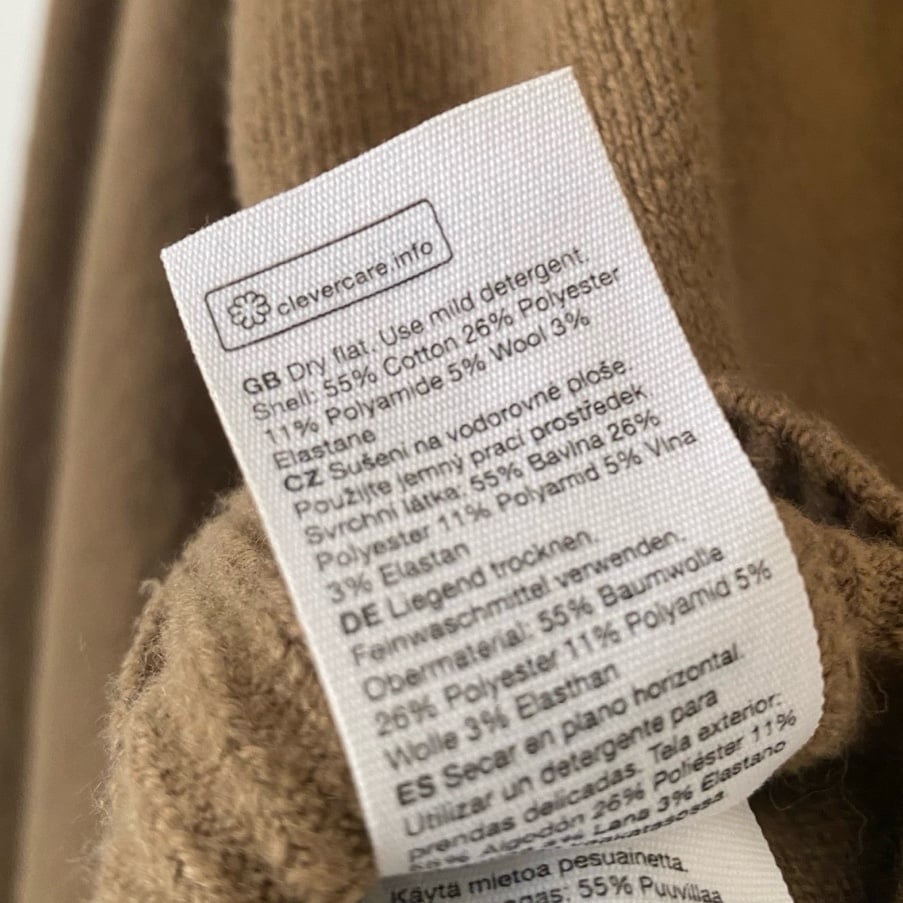 clevercare.info
GB Dry flat. Use mild detergent.
Shell: 55% Cotton 26% Polyester
11% Polyamide 5% Wool 3%
Elastane
CZ Sušení na vodorovné ploše.
Použijte jemný prací prostředek
Svrchní látka: 55% Bavlna 26%
Polyester 11% Polyamid 5% Vlna
3% Elastan
DE Liegend trocknen.
Feinwaschmittel verwenden.
Obermaterial: 55% Baumwolle
26% Polyester 11% Polyamid 5%
Wolle 3% Elasthan
ES Secar en plano horizontal.
Utilizar un detergente para
prendas delicadas. Tela exterior:
55% Algodón 26% Poliéster 11%
Lana 3% Elastano
Käytä mietoa pesuainetta.
55% Puuvillaa